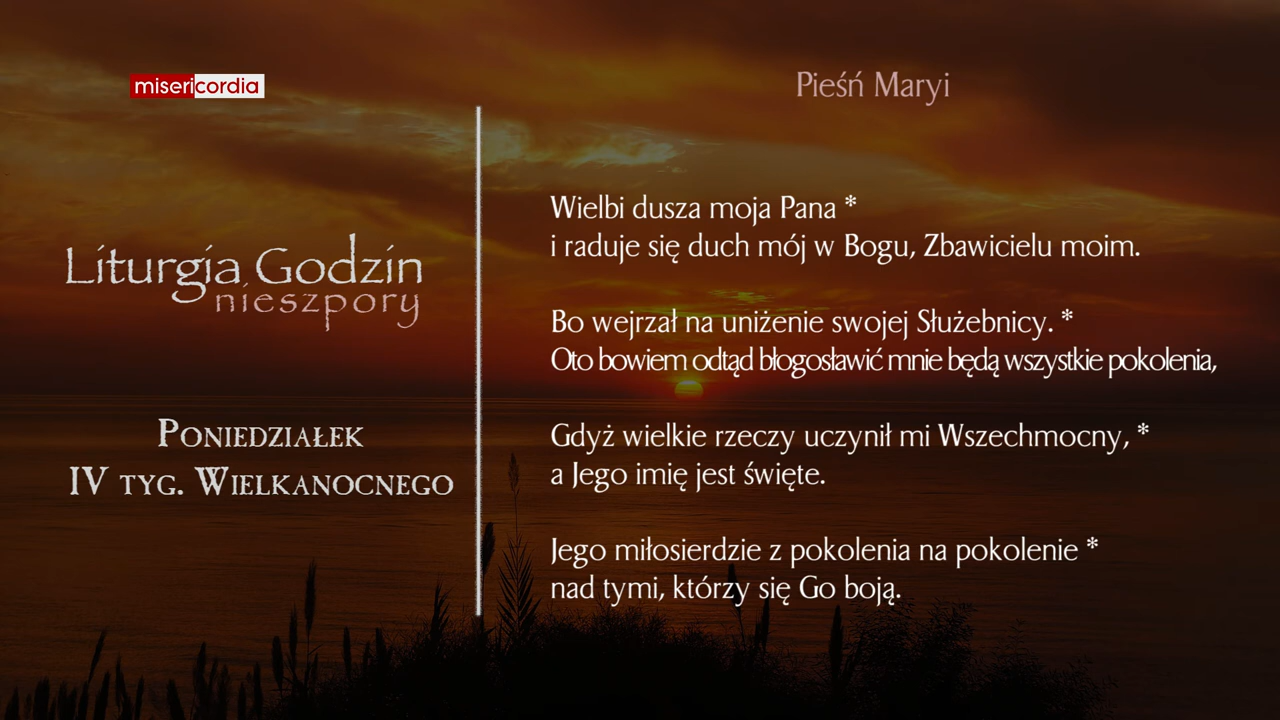 misericordia
Liturgia Godzin
nieszpory
Poniedziałek
IV tyg. Wielkanocnego
Pieśń Maryi
Wielbi dusza moja Pana *
i raduje się duch mój w Bogu, Zbawicielu moim.
Bo wejrzał na uniżenie swojej Służebnicy. *
Oto bowiem odtąd błogosławić mnie będą wszystkie pokolenia,
Gdyż wielkie rzeczy uczynił mi Wszechmocny, *
a Jego imię jest święte.
Jego miłosierdzie z pokolenia na pokolenie *
nad tymi, którzy się Go boją.